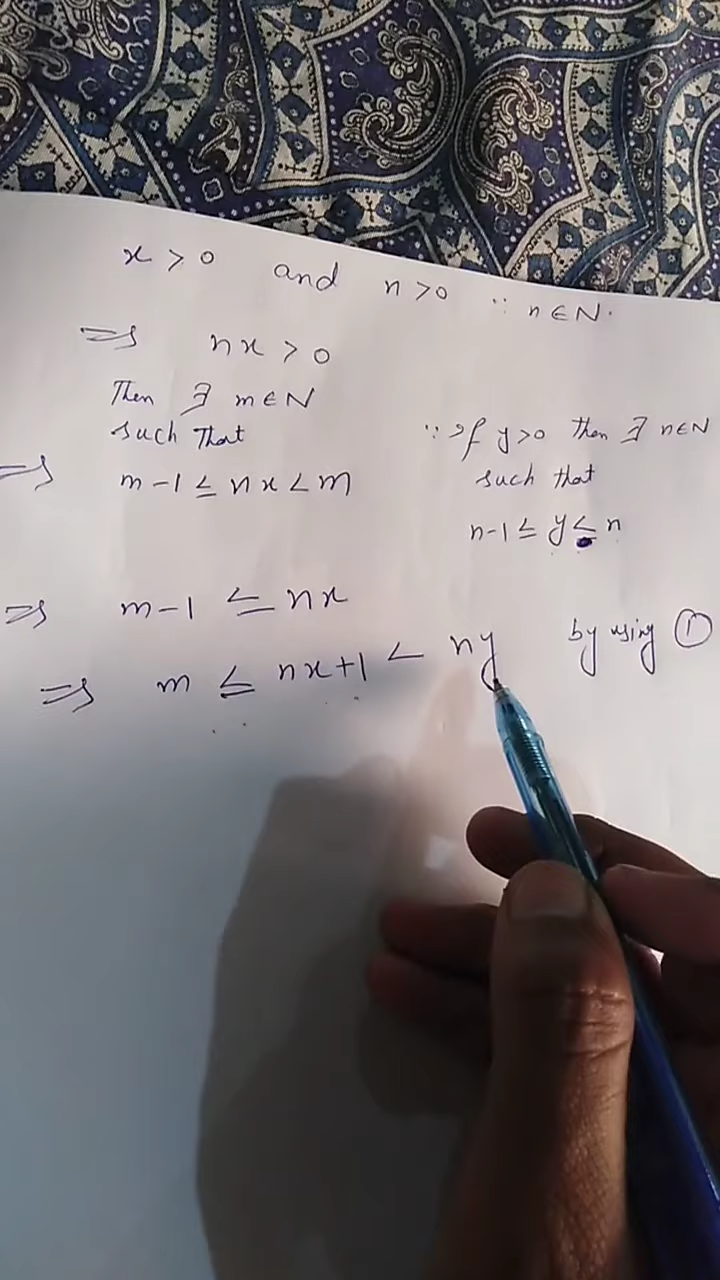 x > 0 and n > 0 ∵ n ∈ N.
⇒ nx > 0
Then ∃ m ∈ N
such That
⇒ m-1 ≤ nx < m
∵ If y > 0 then ∃ n ∈ N
such that
n-1 ≤ y ≤ n
⇒ m-1 ≤ nx
⇒ m ≤ nx+1 < ny by using ①